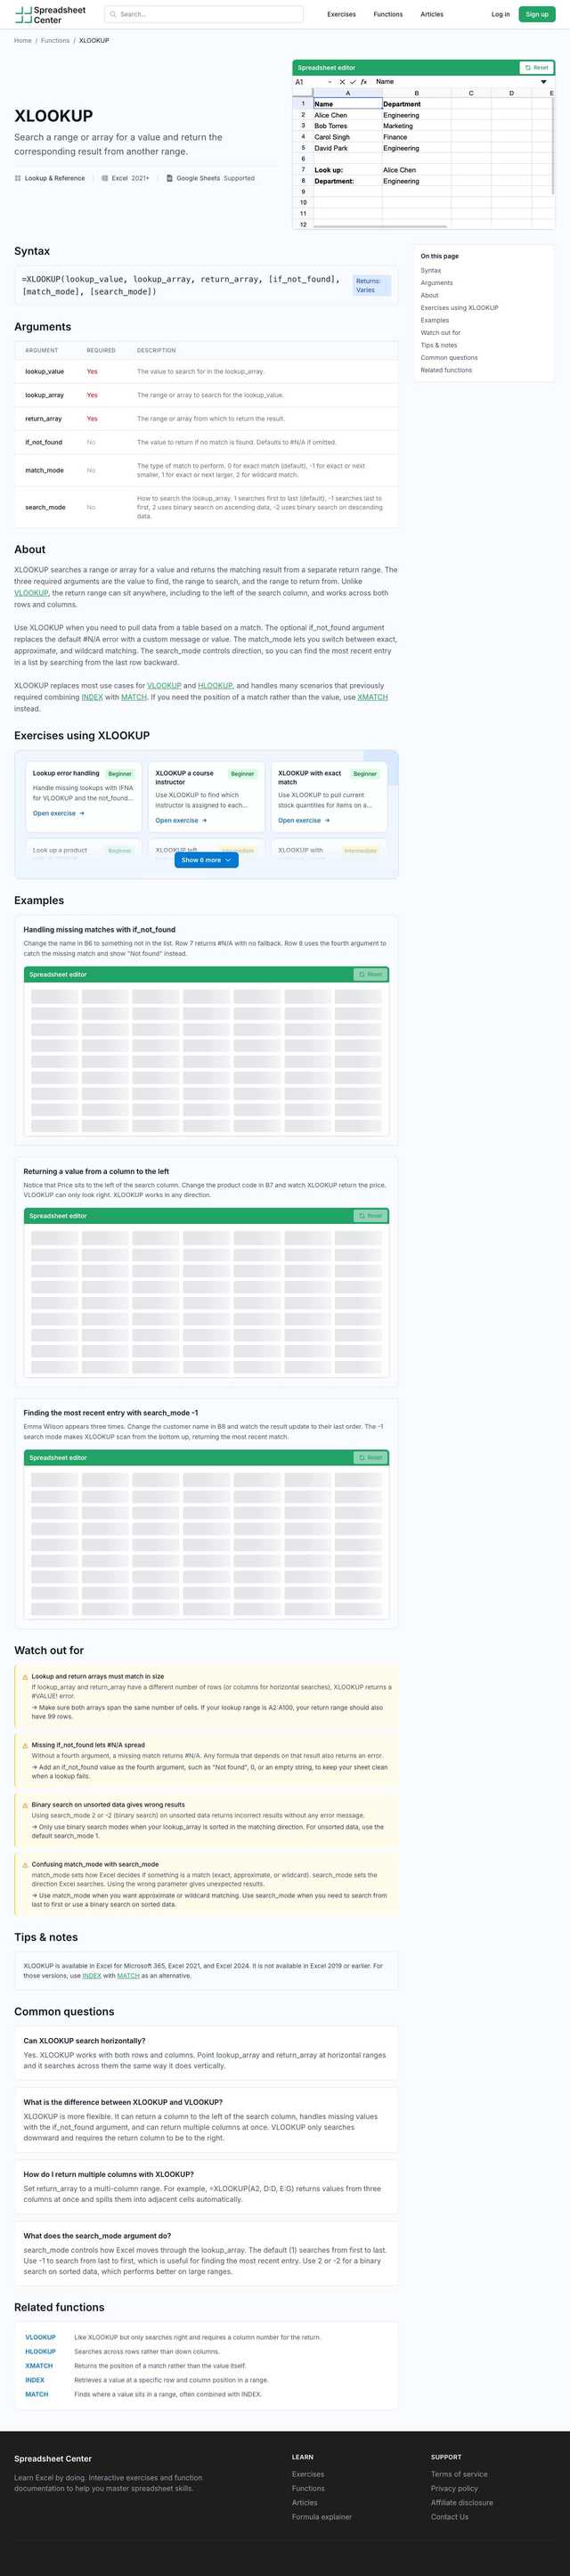 Spreadsheet
Center
Search...
Exercises
Functions
Articles
Log in
Sign up
Home / Functions / XLOOKUP
XLOOKUP
Search a range or array for a value and return the
corresponding result from another range.
Lookup & Reference
Excel 2021+
Google Sheets Supported
Spreadsheet editor
Reset
A1
fx
Name
A B C D E
1 Name Department
2 Alice Chen Engineering
3 Bob Torres Marketing
4 Carol Singh Finance
5 David Park Engineering
6
7 Look up: Alice Chen
8 Department: Engineering
9
10
11
12
Syntax
=XLOOKUP(lookup_value, lookup_array, return_array, [if_not_found],
[match_mode], [search_mode])
Returns:
Varies
On this page
Syntax
Arguments
About
Exercises using XLOOKUP
Examples
Watch out for
Tips & notes
Common questions
Related functions
Arguments
ARGUMENT REQUIRED DESCRIPTION
lookup_value Yes The value to search for in the lookup_array.
lookup_array Yes The range or array to search for the lookup_value.
return_array Yes The range or array from which to return the result.
if_not_found No The value to return if no match is found. Defaults to #N/A if omitted.
match_mode No The type of match to perform. 0 for exact match (default), -1 for exact or next
smaller, 1 for exact or next larger, 2 for wildcard match.
search_mode No How to search the lookup_array. 1 searches first to last (default), -1 searches last to
first, 2 uses binary search on ascending data, -2 uses binary search on descending
data.
About
XLOOKUP searches a range or array for a value and returns the matching result from a separate return range. The
three required arguments are the value to find, the range to search, and the range to return from. Unlike
VLOOKUP, the return range can sit anywhere, including to the left of the search column, and works across both
rows and columns.
Use XLOOKUP when you need to pull data from a table based on a match. The optional if_not_found argument
replaces the default #N/A error with a custom message or value. The match_mode lets you switch between exact,
approximate, and wildcard matching. The search_mode controls direction, so you can find the most recent entry
in a list by searching from the last row backward.
XLOOKUP replaces most use cases for VLOOKUP and HLOOKUP, and handles many scenarios that previously
required combining INDEX with MATCH. If you need the position of a match rather than the value, use XMATCH
instead.
Exercises using XLOOKUP
Lookup error handling
Beginner
Handle missing lookups with IFNA
for VLOOKUP and the not_found...
Open exercise
XLOOKUP a course
instructor
Beginner
Use XLOOKUP to find which
instructor is assigned to each...
Open exercise
XLOOKUP with exact
match
Beginner
Use XLOOKUP to pull current
stock quantities for items on a...
Open exercise
Look up a product
Beginner
XLOOKUP left
Intermediate
XLOOKUP with
Intermediate
Show 6 more
Examples
Handling missing matches with if_not_found
Change the name in B6 to something not in the list. Row 7 returns #N/A with no fallback. Row 8 uses the fourth argument to
catch the missing match and show "Not found" instead.
Spreadsheet editor
Reset
Returning a value from a column to the left
Notice that Price sits to the left of the search column. Change the product code in B7 and watch XLOOKUP return the price.
VLOOKUP can only look right. XLOOKUP works in any direction.
Spreadsheet editor
Reset
Finding the most recent entry with search_mode -1
Emma Wilson appears three times. Change the customer name in B8 and watch the result update to their last order. The -1
search mode makes XLOOKUP scan from the bottom up, returning the most recent match.
Spreadsheet editor
Reset
Watch out for
Lookup and return arrays must match in size
If lookup_array and return_array have a different number of rows (or columns for horizontal searches), XLOOKUP returns a
#VALUE! error.
→ Make sure both arrays span the same number of cells. If your lookup range is A2:A100, your return range should also
have 99 rows.
Missing if_not_found lets #N/A spread
Without a fourth argument, a missing match returns #N/A. Any formula that depends on that result also returns an error.
→ Add an if_not_found value as the fourth argument, such as "Not found", 0, or an empty string, to keep your sheet clean
when a lookup fails.
Binary search on unsorted data gives wrong results
Using search_mode 2 or -2 (binary search) on unsorted data returns incorrect results without any error message.
→ Only use binary search modes when your lookup_array is sorted in the matching direction. For unsorted data, use the
default search_mode 1.
Confusing match_mode with search_mode
match_mode sets how Excel decides if something is a match (exact, approximate, or wildcard). search_mode sets the
direction Excel searches. Using the wrong parameter gives unexpected results.
→ Use match_mode when you want approximate or wildcard matching. Use search_mode when you need to search from
last to first or use a binary search on sorted data.
Tips & notes
XLOOKUP is available in Excel for Microsoft 365, Excel 2021, and Excel 2024. It is not available in Excel 2019 or earlier. For
those versions, use INDEX with MATCH as an alternative.
Common questions
Can XLOOKUP search horizontally?
Yes. XLOOKUP works with both rows and columns. Point lookup_array and return_array at horizontal ranges
and it searches across them the same way it does vertically.
What is the difference between XLOOKUP and VLOOKUP?
XLOOKUP is more flexible. It can return a column to the left of the search column, handles missing values
with the if_not_found argument, and can return multiple columns at once. VLOOKUP only searches
downward and requires the return column to be to the right.
How do I return multiple columns with XLOOKUP?
Set return_array to a multi-column range. For example, =XLOOKUP(A2, D:D, E:G) returns values from three
columns at once and spills them into adjacent cells automatically.
What does the search_mode argument do?
search_mode controls how Excel moves through the lookup_array. The default (1) searches from first to last.
Use -1 to search from last to first, which is useful for finding the most recent entry. Use 2 or -2 for a binary
search on sorted data, which performs better on large ranges.
Related functions
VLOOKUP Like XLOOKUP but only searches right and requires a column number for the return.
HLOOKUP Searches across rows rather than down columns.
XMATCH Returns the position of a match rather than the value itself.
INDEX Retrieves a value at a specific row and column position in a range.
MATCH Finds where a value sits in a range, often combined with INDEX.
Spreadsheet Center
Learn Excel by doing. Interactive exercises and function
documentation to help you master spreadsheet skills.
LEARN
Exercises
Functions
Articles
Formula explainer
SUPPORT
Terms of service
Privacy policy
Affiliate disclosure
Contact Us